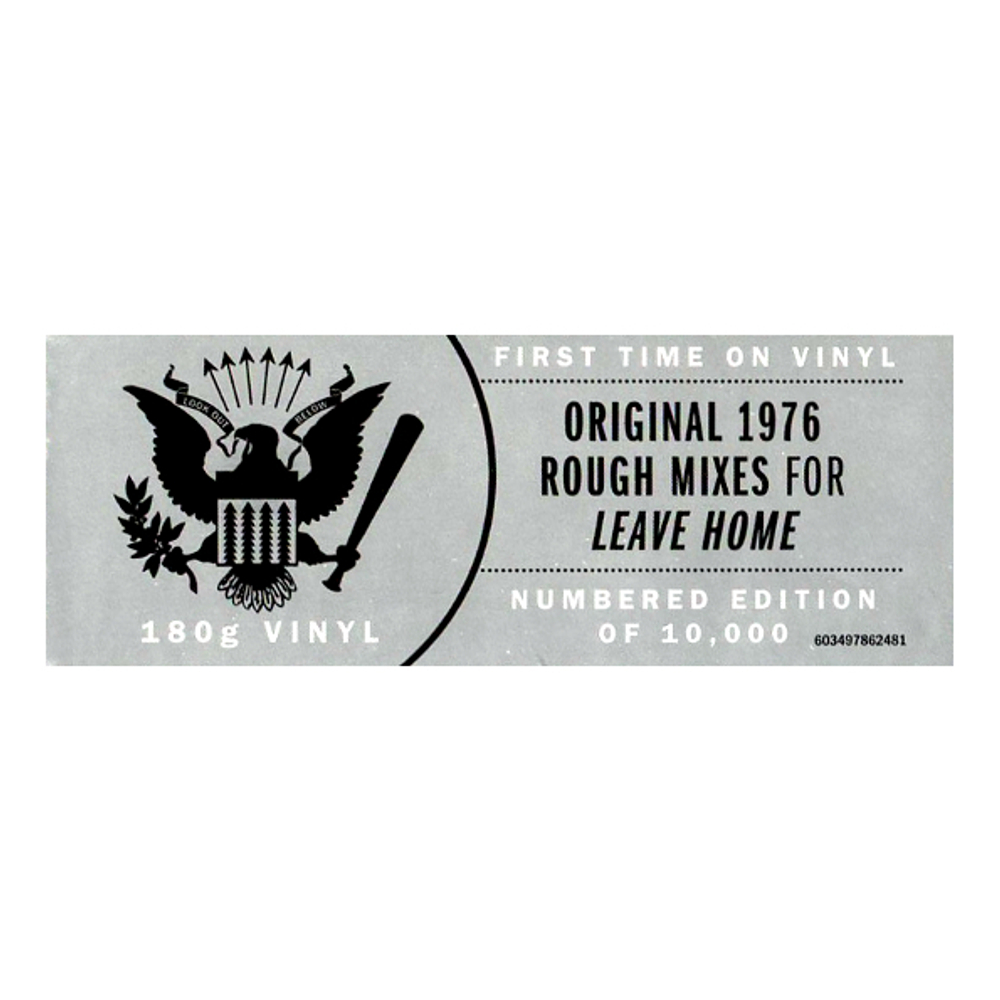 LOOK OUT BELOW
180g VINYL
FIRST TIME ON VINYL
ORIGINAL 1976
ROUGH MIXES FOR
LEAVE HOME
NUMBERED EDITION
OF 10,000
603497862481